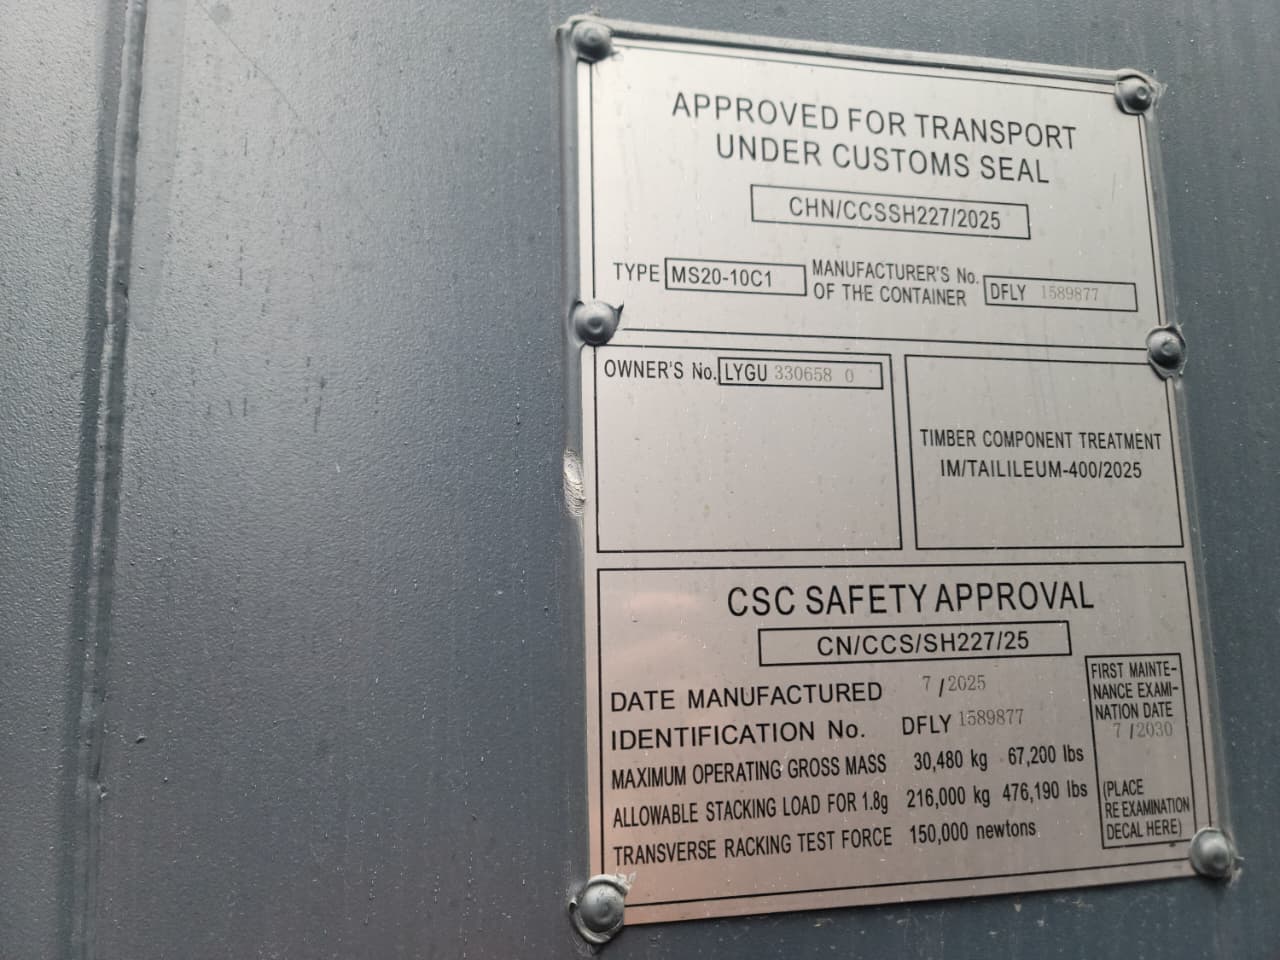 APPROVED FOR TRANSPORT
UNDER CUSTOMS SEAL
CHN/CCSSH227/2025
TYPE MS20-10C1 MANUFACTURER'S No. OF THE CONTAINER DFLY 1589877
OWNER'S No. LYGU 330658 0
TIMBER COMPONENT TREATMENT
IM/TAILILEUM-400/2025
CSC SAFETY APPROVAL
CN/CCS/SH227/25
DATE MANUFACTURED 7 / 2025
IDENTIFICATION No. DFLY 1589877
MAXIMUM OPERATING GROSS MASS 30,480 kg 67,200 lbs
ALLOWABLE STACKING LOAD FOR 1.8g 216,000 kg 476,190 lbs
TRANSVERSE RACKING TEST FORCE 150,000 newtons
FIRST MAINTE-
NANCE EXAMI-
NATION DATE
7 / 2030
(PLACE
RE EXAMINATION
DECAL HERE)